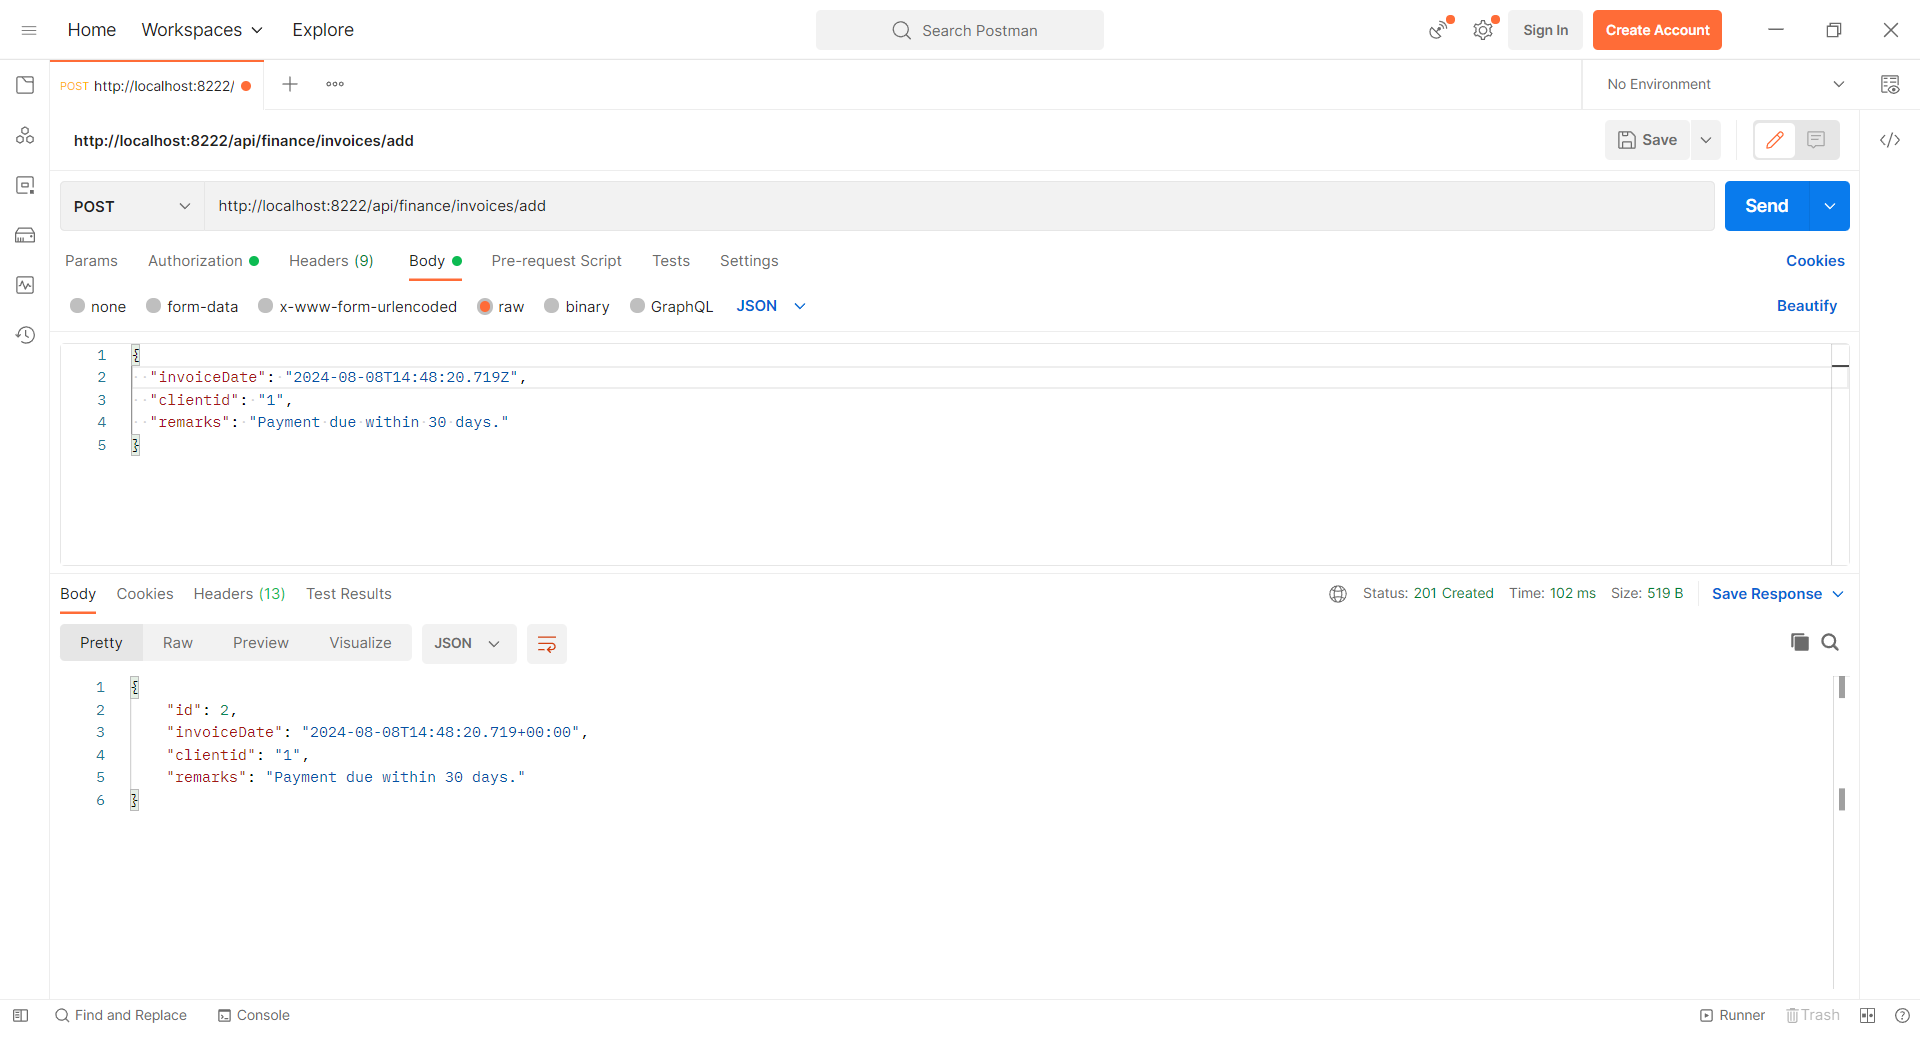 Home Workspaces Explore Search Postman Sign In Create Account
POST http://localhost:8222/ No Environment
http://localhost:8222/api/finance/invoices/add Save
POST http://localhost:8222/api/finance/invoices/add Send
Params Authorization Headers (9) Body Pre-request Script Tests Settings Cookies
none form-data x-www-form-urlencoded raw binary GraphQL JSON Beautify
1 {
2 "invoiceDate": "2024-08-08T14:48:20.719Z",
3 "clientid": "1",
4 "remarks": "Payment due within 30 days."
5 }
Body Cookies Headers (13) Test Results Status: 201 Created Time: 102 ms Size: 519 B Save Response
Pretty Raw Preview Visualize JSON
1 {
2 "id": 2,
3 "invoiceDate": "2024-08-08T14:48:20.719+00:00",
4 "clientid": "1",
5 "remarks": "Payment due within 30 days."
6 }
Find and Replace Console Runner Trash